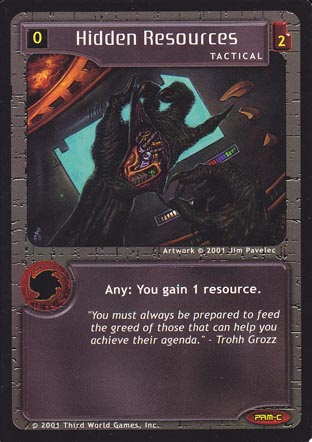 0 Hidden Resources 2
TACTICAL
Artwork © 2001 Jim Pavelec
Any: You gain 1 resource.
"You must always be prepared to feed
the greed of those that can help you
achieve their agenda." - Trohh Grozz
© 2001 Third World Games, Inc.
PRM-C